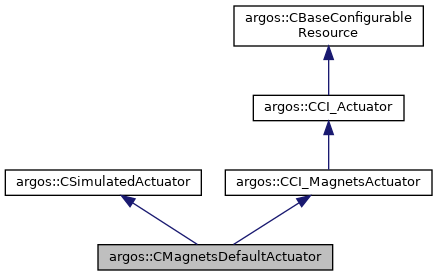 argos::CBaseConfigurable
Resource
argos::CCI_Actuator
argos::CSimulatedActuator
argos::CCI_MagnetsActuator
argos::CMagnetsDefaultActuator